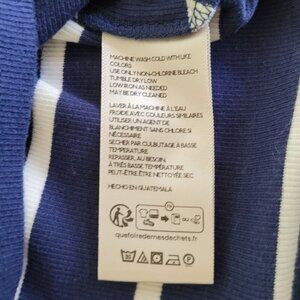 MACHINE WASH COLD WITH LIKE
COLORS
USE ONLY NON-CHLORINE BLEACH
TUMBLE DRY LOW
LOW IRON AS NEEDED
MAY BE DRY CLEANED
LAVER À LA MACHINE À L'EAU
FROIDE AVEC COULEURS SIMILAIRES
UTILISER UN AGENT DE
BLANCHIMENT SANS CHLORE SI
NÉCESSAIRE
SECHER PAR CULBUTAGE À BASSE
TEMPÉRATURE
REPASSER, AU BESOIN,
À TRÈS BASSE TEMPÉRATURE
PEUT-ÊTRE ÊTRE NETTOYÉE SEC
HECHO EN GUATEMALA
quefairedemesdechets.fr